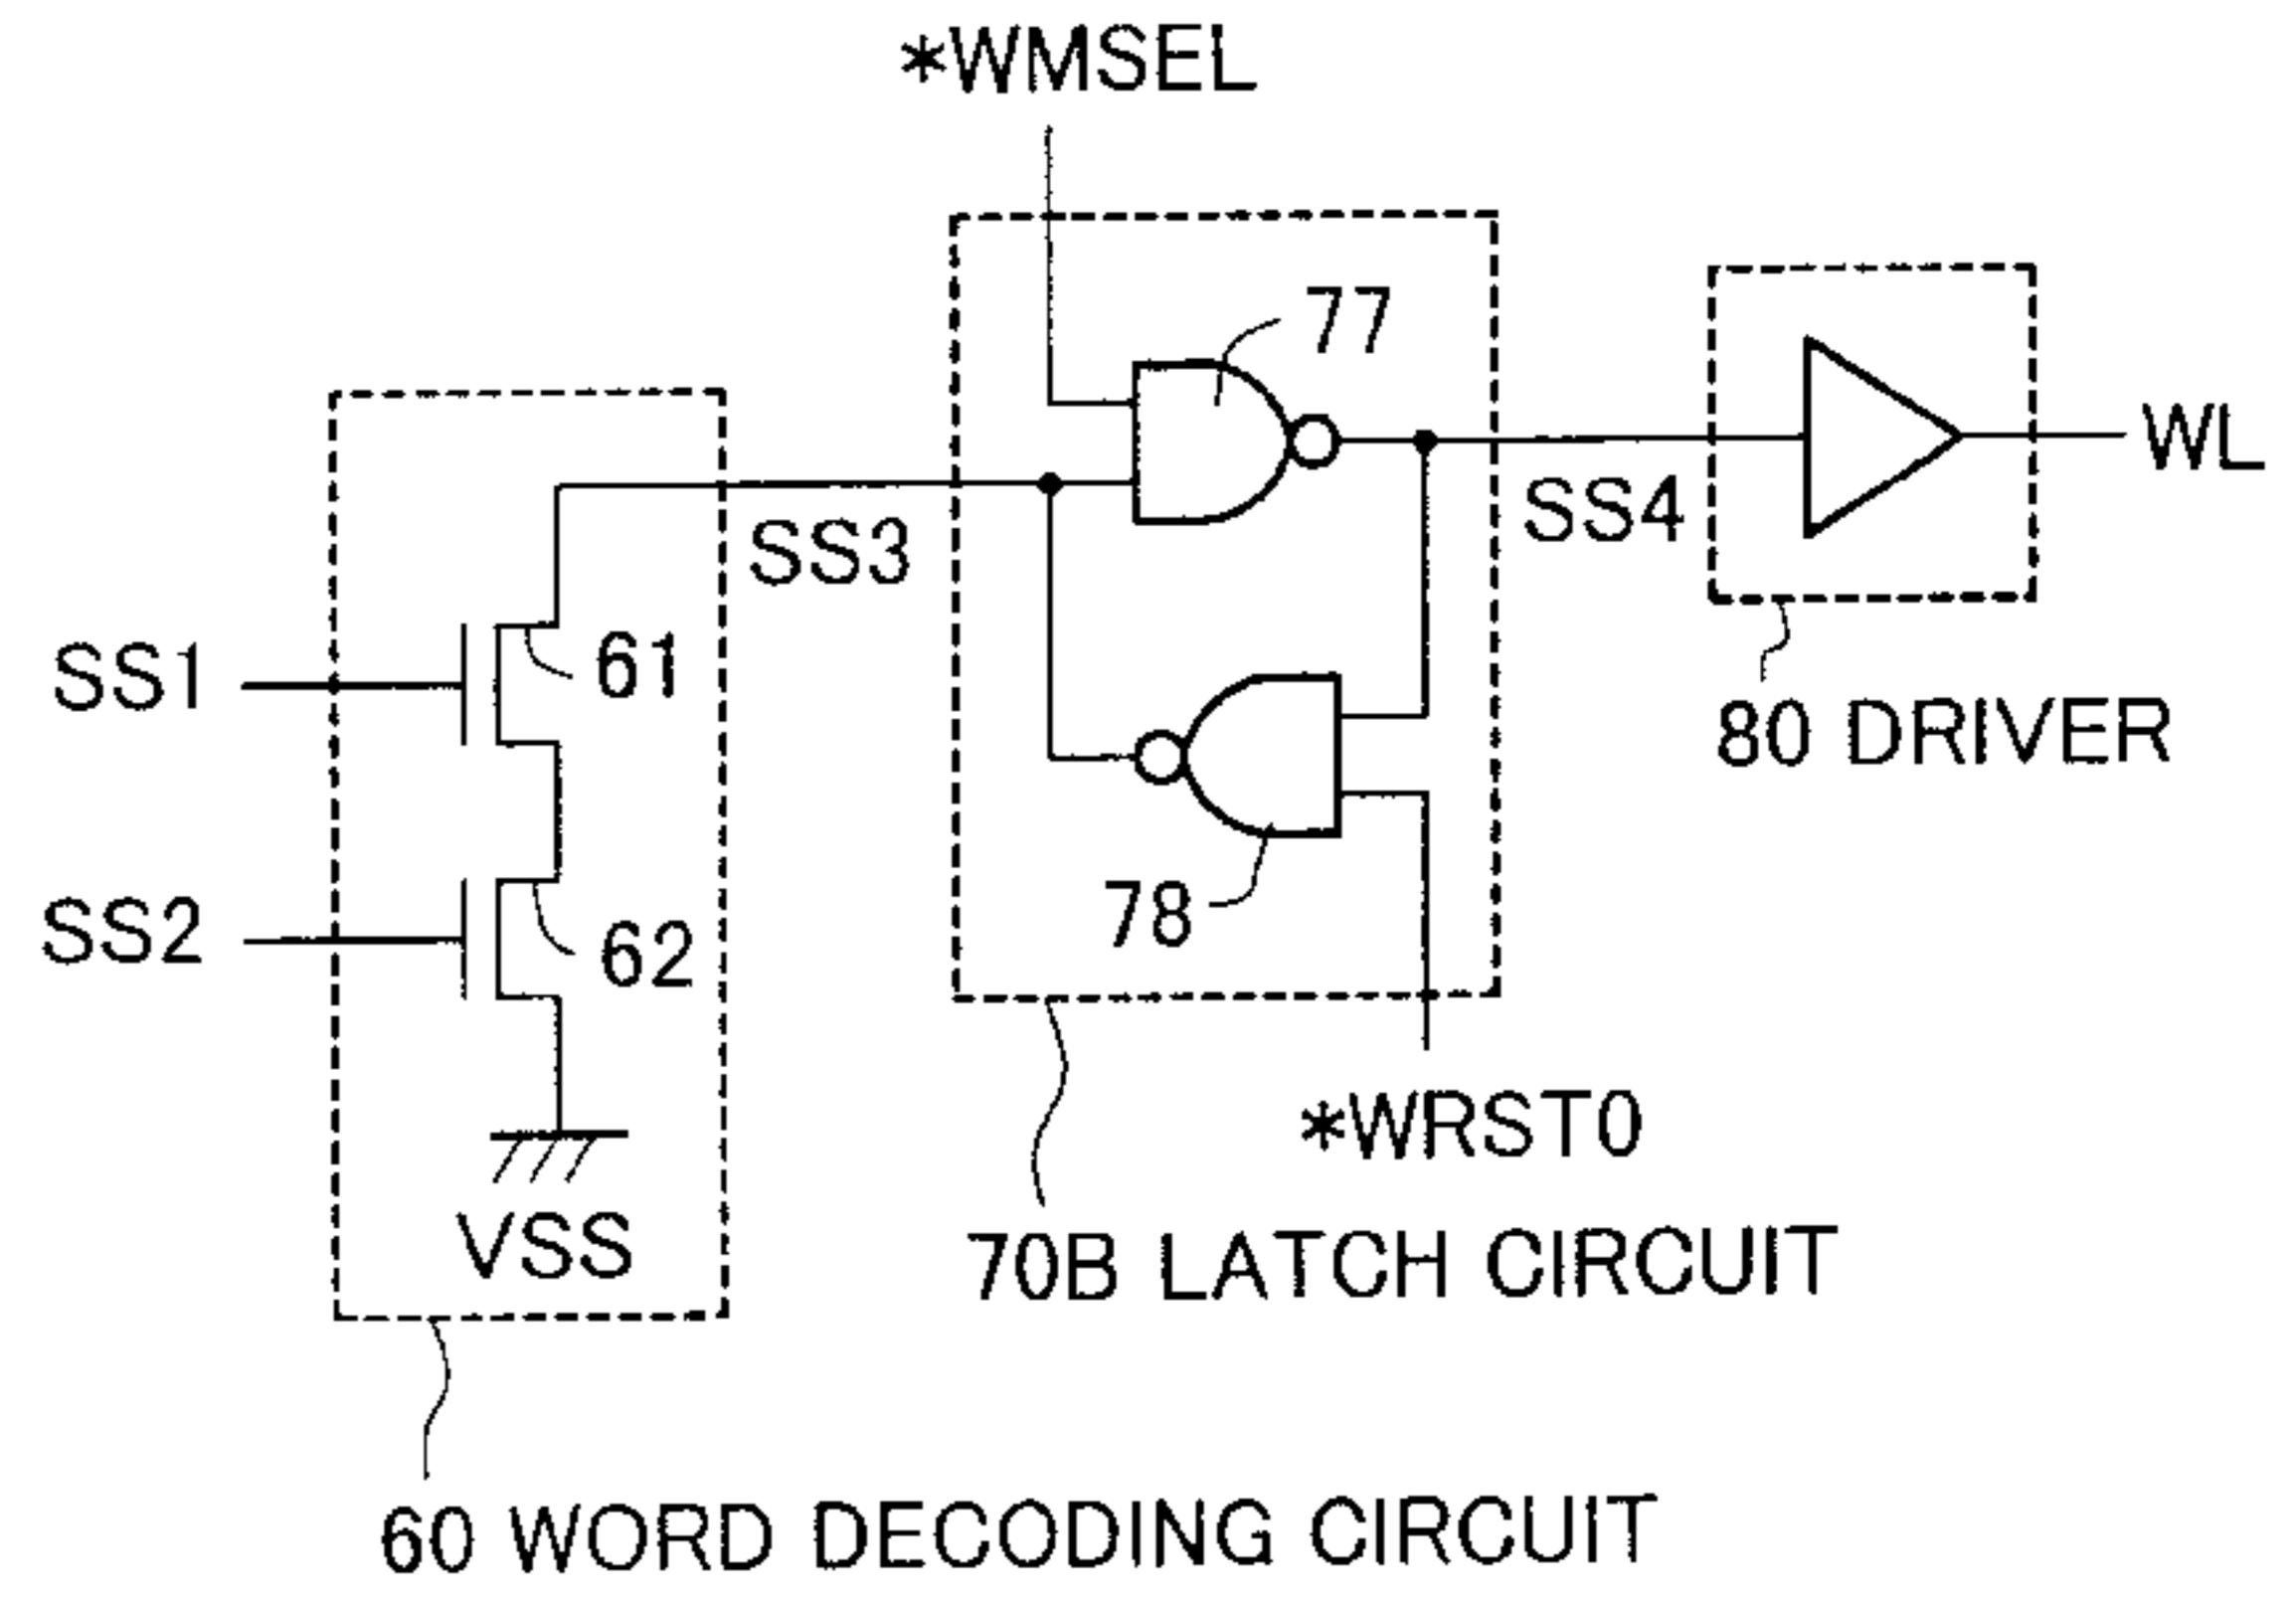 *WMSEL
77
SS3
SS4
WL
SS1
61
80 DRIVER
SS2
62
78
*WRST0
VSS
70B LATCH CIRCUIT
60 WORD DECODING CIRCUIT